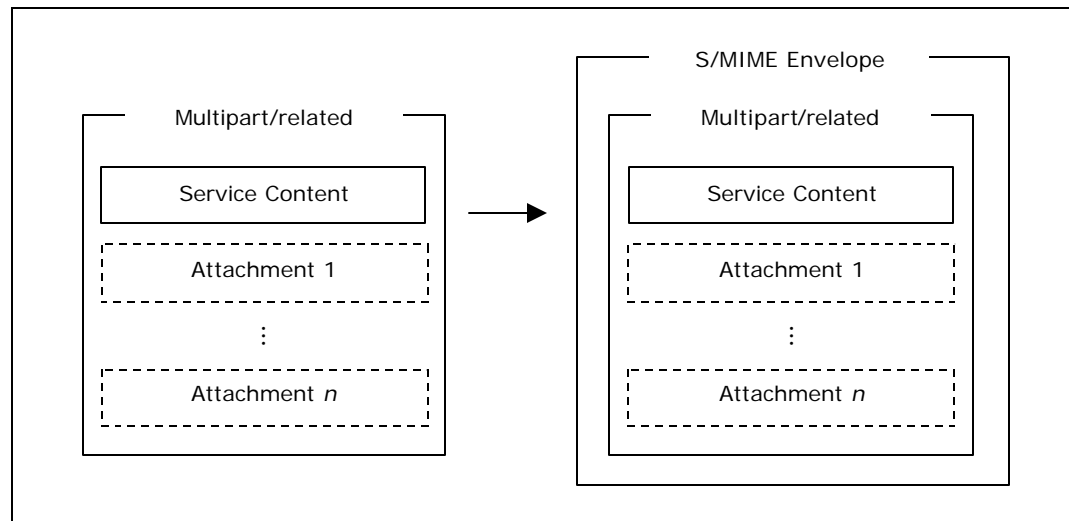 S/MIME Envelope
Multipart/related
Multipart/related
Service Content
Service Content
Attachment 1
Attachment 1
⋮
⋮
Attachment n
Attachment n